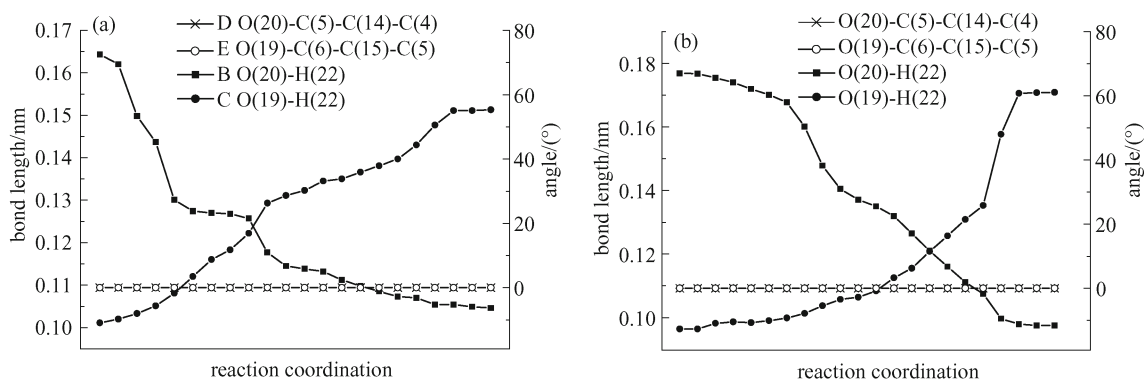 (a)
D O(20)-C(5)-C(14)-C(4)
E O(19)-C(6)-C(15)-C(5)
B O(20)-H(22)
C O(19)-H(22)
0.17
0.16
0.15
0.14
0.13
0.12
0.11
0.10
bond length/nm
80
60
40
20
0
angle/(°)
reaction coordination
(b)
O(20)-C(5)-C(14)-C(4)
O(19)-C(6)-C(15)-C(5)
O(20)-H(22)
O(19)-H(22)
0.18
0.16
0.14
0.12
0.10
bond length/nm
80
60
40
20
0
angle/(°)
reaction coordination